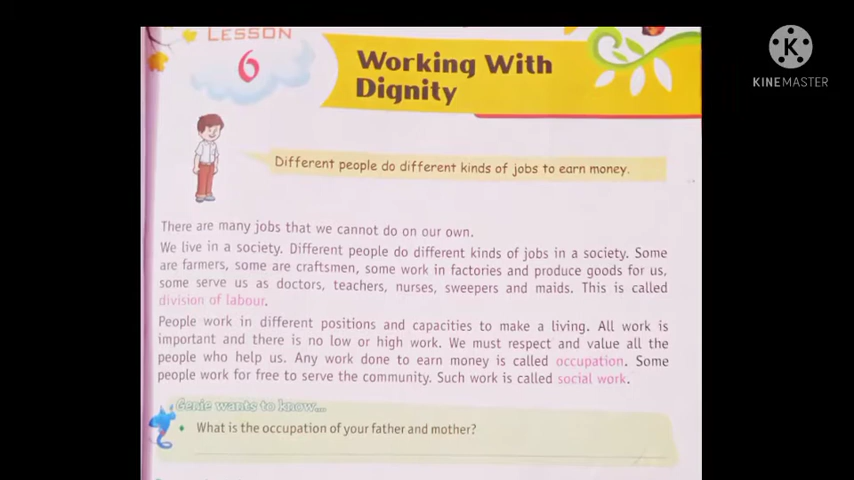 LESSON
6
Working With
Dignity
K
KINEMASTER
Different people do different kinds of jobs to earn money.
There are many jobs that we cannot do on our own.
We live in a society. Different people do different kinds of jobs in a society. Some
are farmers, some are craftsmen, some work in factories and produce goods for us,
some serve us as doctors, teachers, nurses, sweepers and maids. This is called
division of labour.
People work in different positions and capacities to make a living. All work is
important and there is no low or high work. We must respect and value all the
people who help us. Any work done to earn money is called occupation. Some
people work for free to serve the community. Such work is called social work.
Genie wants to know...
What is the occupation of your father and mother?